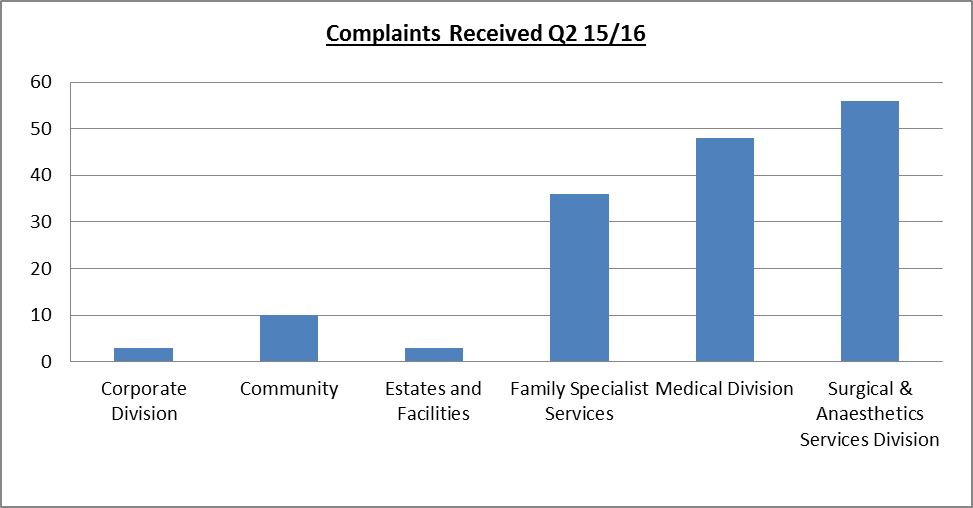 Complaints Received Q2 15/16
60
50
40
30
20
10
0
Corporate Division
Community
Estates and Facilities
Family Specialist Services
Medical Division
Surgical & Anaesthetics Services Division